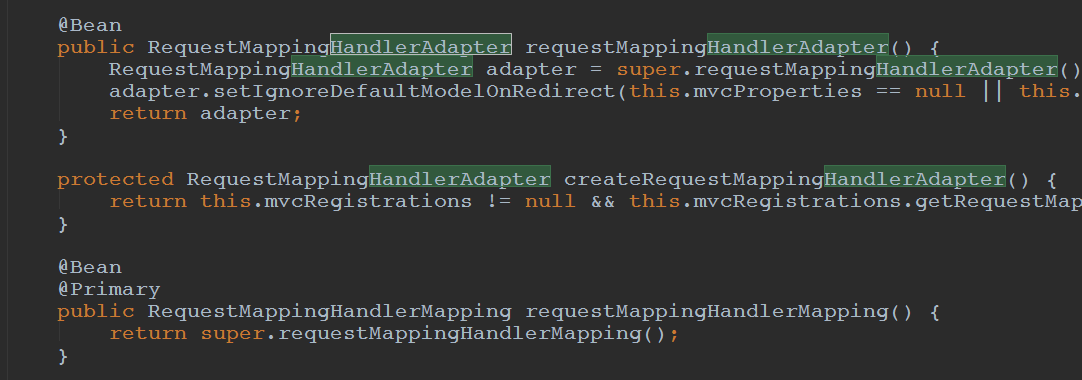 @Bean
public RequestMappingHandlerAdapter requestMappingHandlerAdapter() {
RequestMappingHandlerAdapter adapter = super.requestMappingHandlerAdapter()
adapter.setIgnoreDefaultModelOnRedirect(this.mvcProperties == null || this.
return adapter;
}
protected RequestMappingHandlerAdapter createRequestMappingHandlerAdapter() {
return this.mvcRegistrations != null && this.mvcRegistrations.getRequestMap
}
@Bean
@Primary
public RequestMappingHandlerMapping requestMappingHandlerMapping() {
return super.requestMappingHandlerMapping();
}